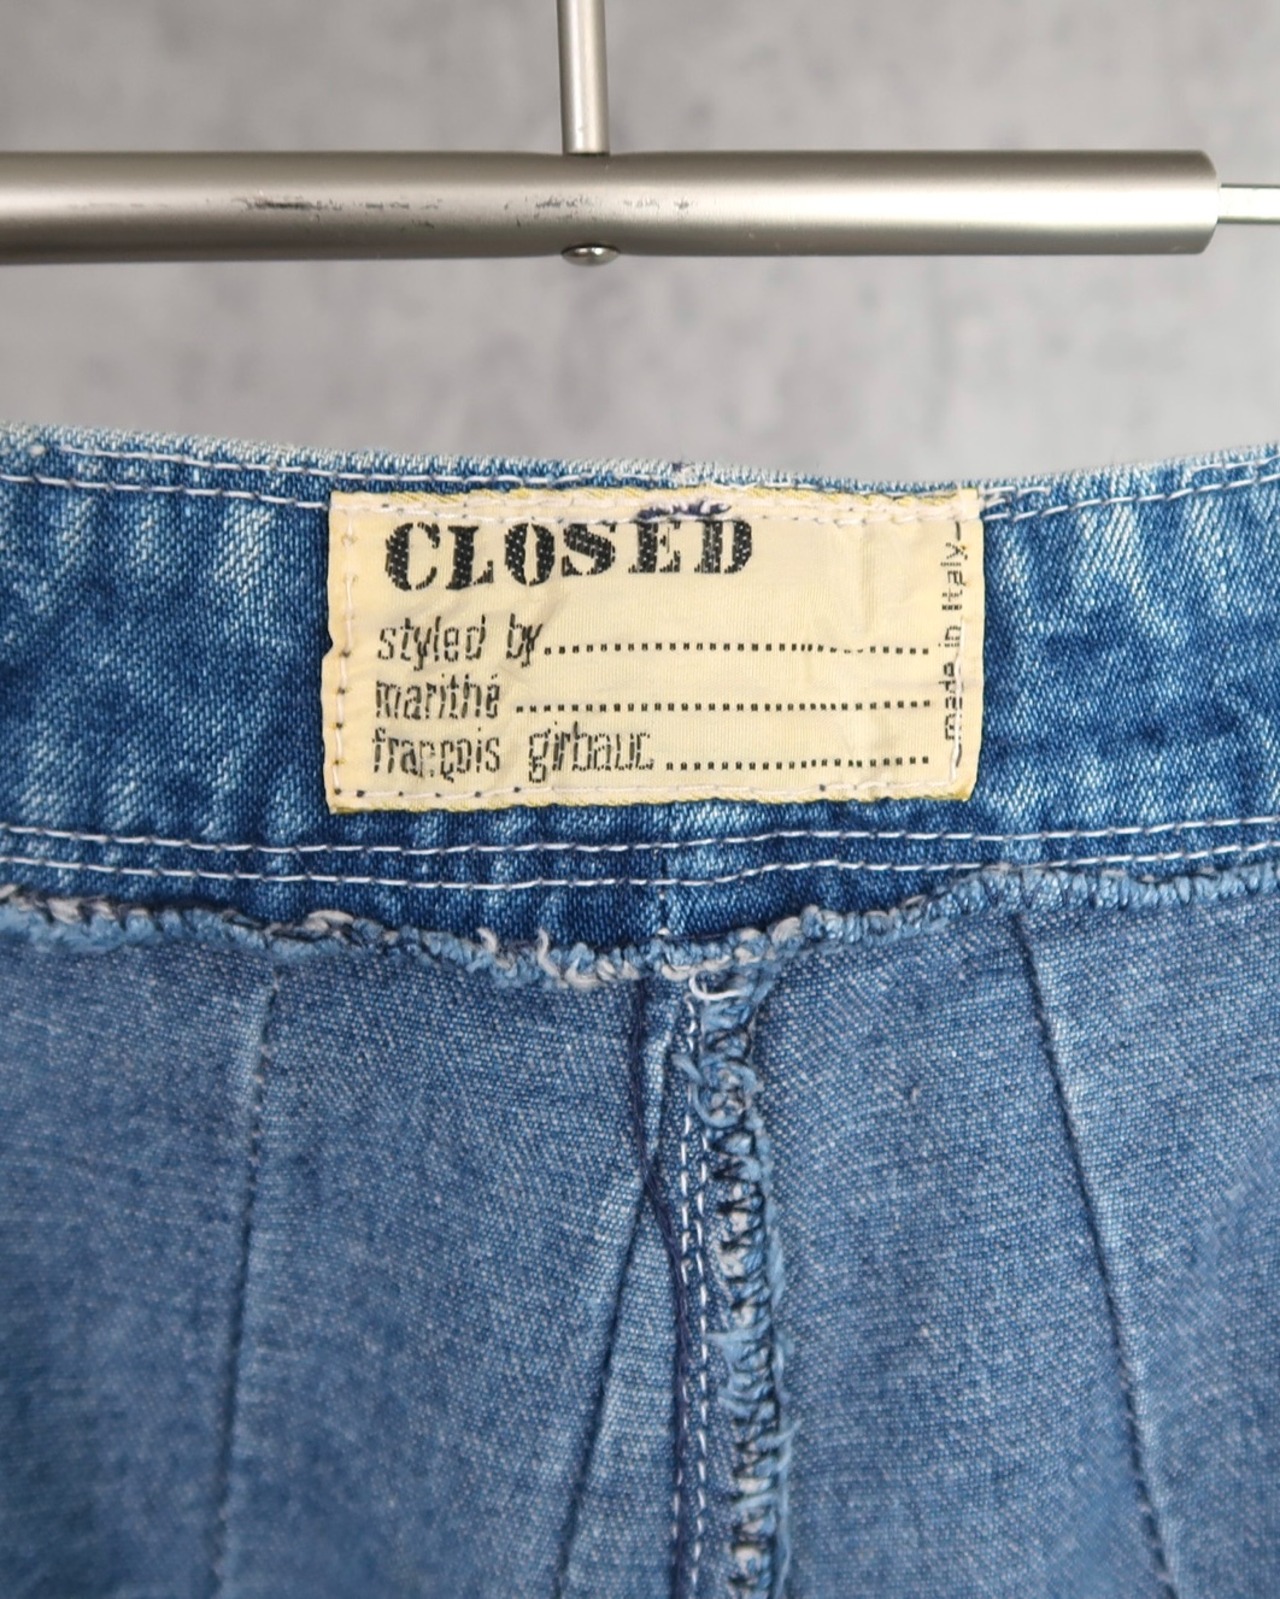 CLOSED
styled by
marithé
françois girbaud
made in italy